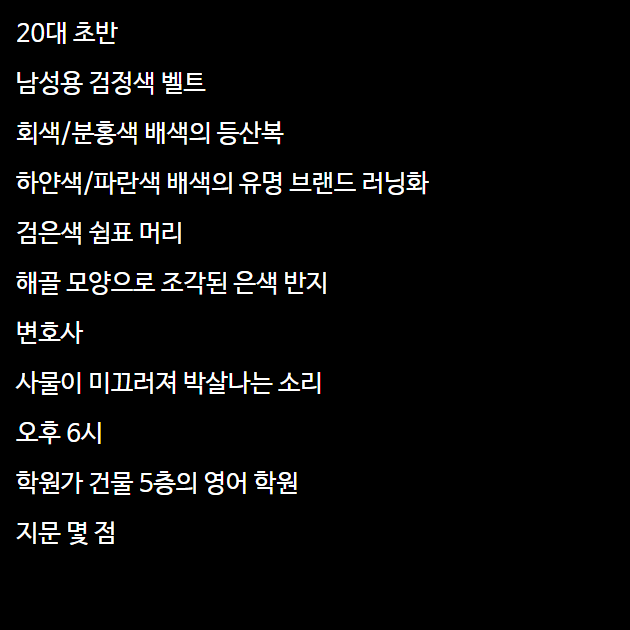 20대 초반
남성용 검정색 벨트
회색/분홍색 배색의 등산복
하얀색/파란색 배색의 유명 브랜드 러닝화
검은색 쉼표 머리
해골 모양으로 조각된 은색 반지
변호사
사물이 미끄러져 박살나는 소리
오후 6시
학원가 건물 5층의 영어 학원
지문 몇 점